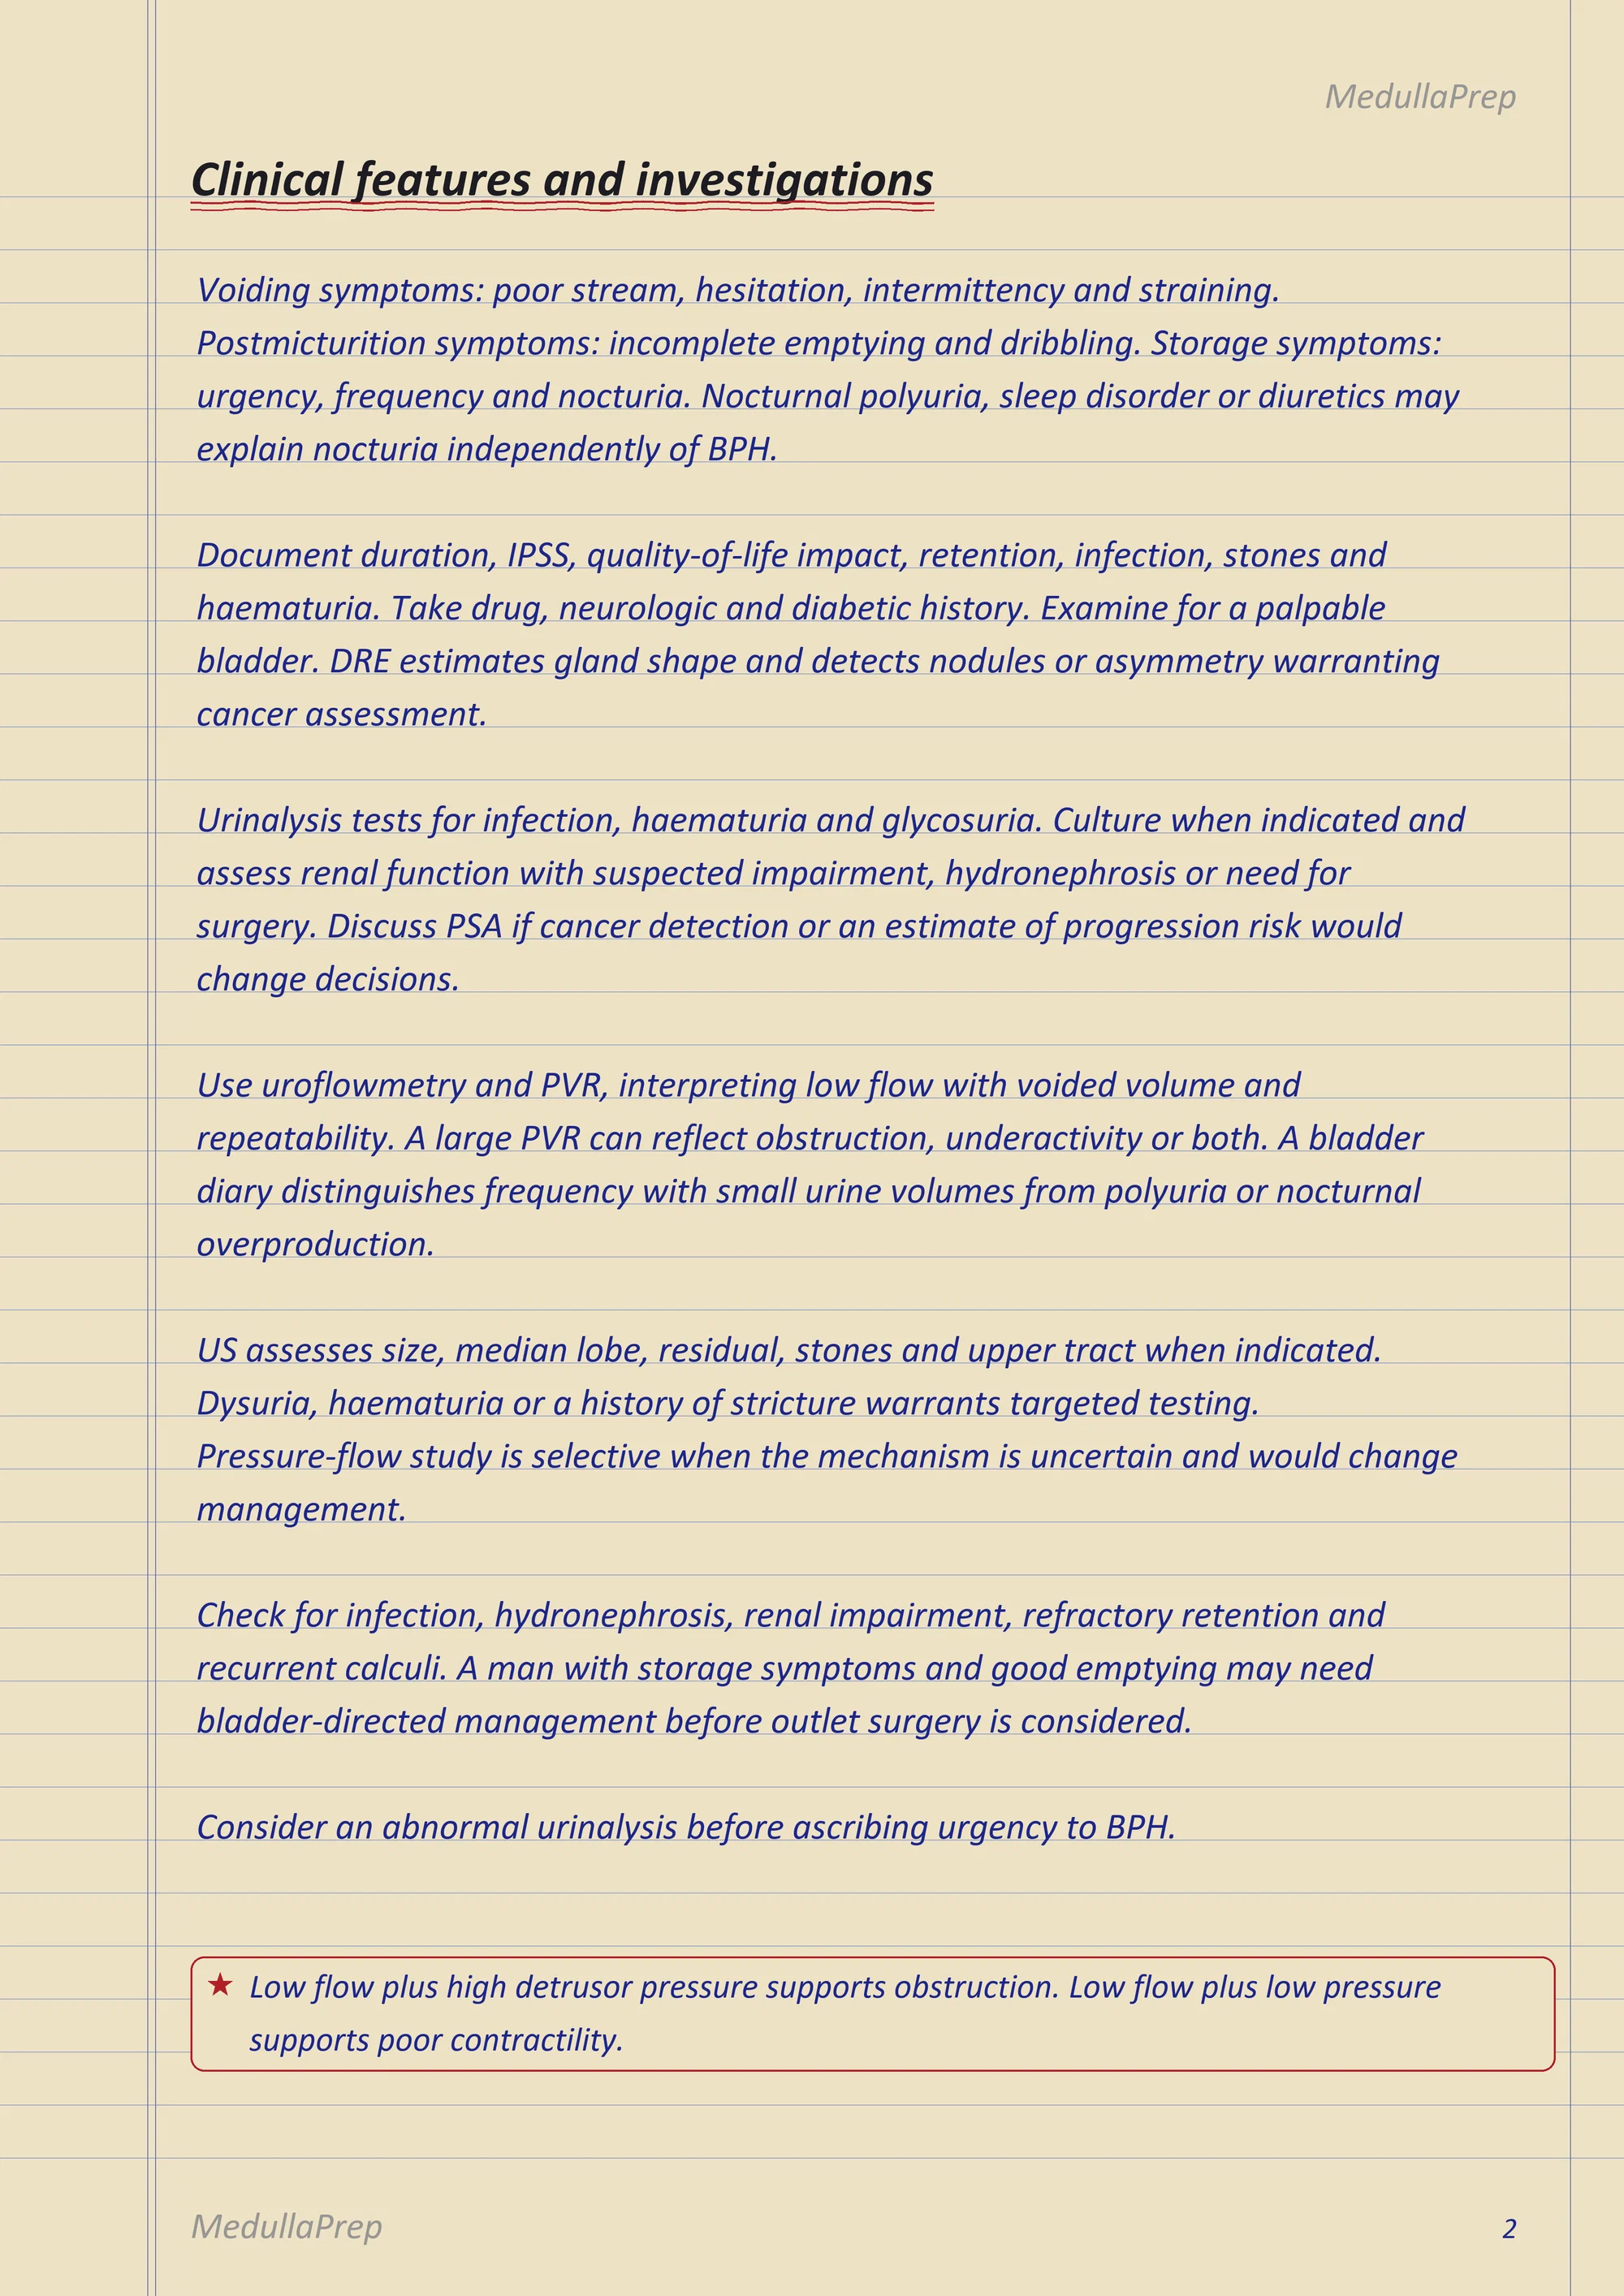 MedullaPrep
Clinical features and investigations
Voiding symptoms: poor stream, hesitation, intermittency and straining.
Postmicturition symptoms: incomplete emptying and dribbling. Storage symptoms:
urgency, frequency and nocturia. Nocturnal polyuria, sleep disorder or diuretics may
explain nocturia independently of BPH.
Document duration, IPSS, quality-of-life impact, retention, infection, stones and
haematuria. Take drug, neurologic and diabetic history. Examine for a palpable
bladder. DRE estimates gland shape and detects nodules or asymmetry warranting
cancer assessment.
Urinalysis tests for infection, haematuria and glycosuria. Culture when indicated and
assess renal function with suspected impairment, hydronephrosis or need for
surgery. Discuss PSA if cancer detection or an estimate of progression risk would
change decisions.
Use uroflowmetry and PVR, interpreting low flow with voided volume and
repeatability. A large PVR can reflect obstruction, underactivity or both. A bladder
diary distinguishes frequency with small urine volumes from polyuria or nocturnal
overproduction.
US assesses size, median lobe, residual, stones and upper tract when indicated.
Dysuria, haematuria or a history of stricture warrants targeted testing.
Pressure-flow study is selective when the mechanism is uncertain and would change
management.
Check for infection, hydronephrosis, renal impairment, refractory retention and
recurrent calculi. A man with storage symptoms and good emptying may need
bladder-directed management before outlet surgery is considered.
Consider an abnormal urinalysis before ascribing urgency to BPH.
★ Low flow plus high detrusor pressure supports obstruction. Low flow plus low pressure
supports poor contractility.
MedullaPrep
2